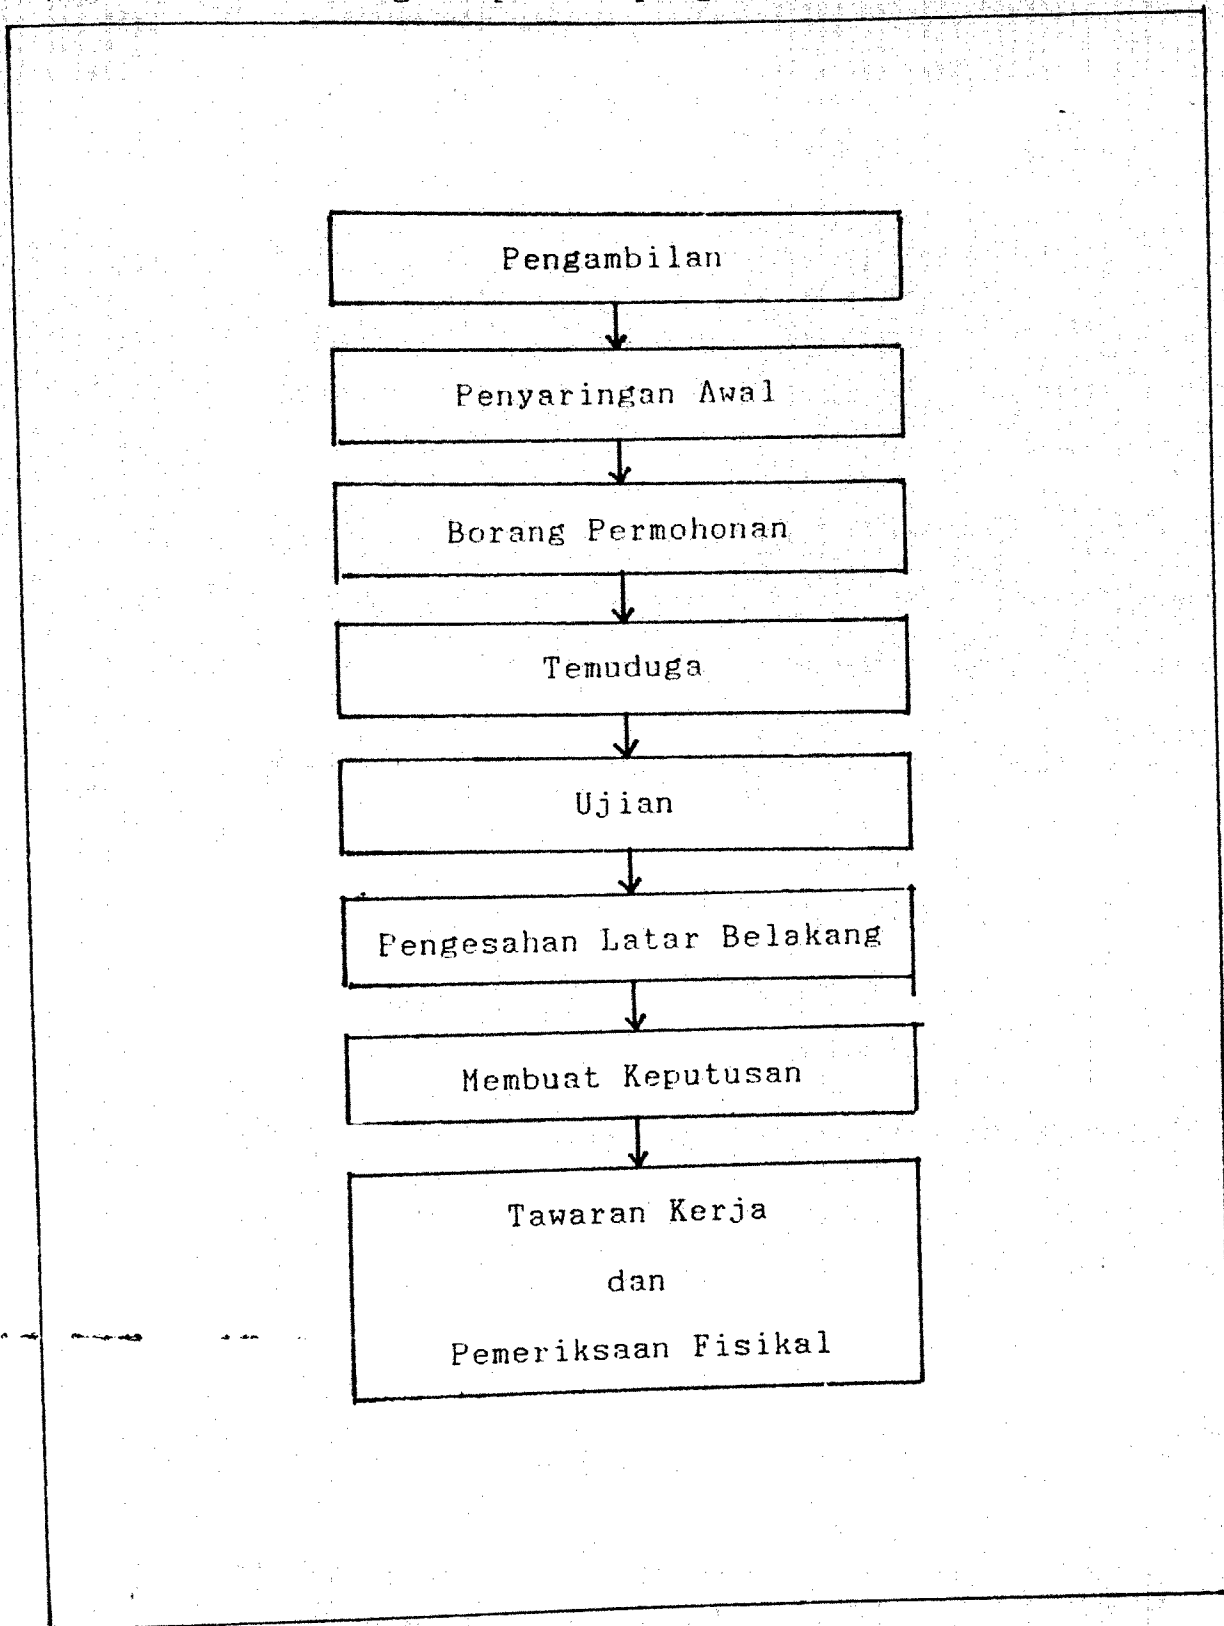 Pengambilan
Penyaringan Awal
Borang Permohonan
Temuduga
Ujian
Pengesahan Latar Belakang
Membuat Keputusan
Tawaran Kerja
dan
Pemeriksaan Fisikal